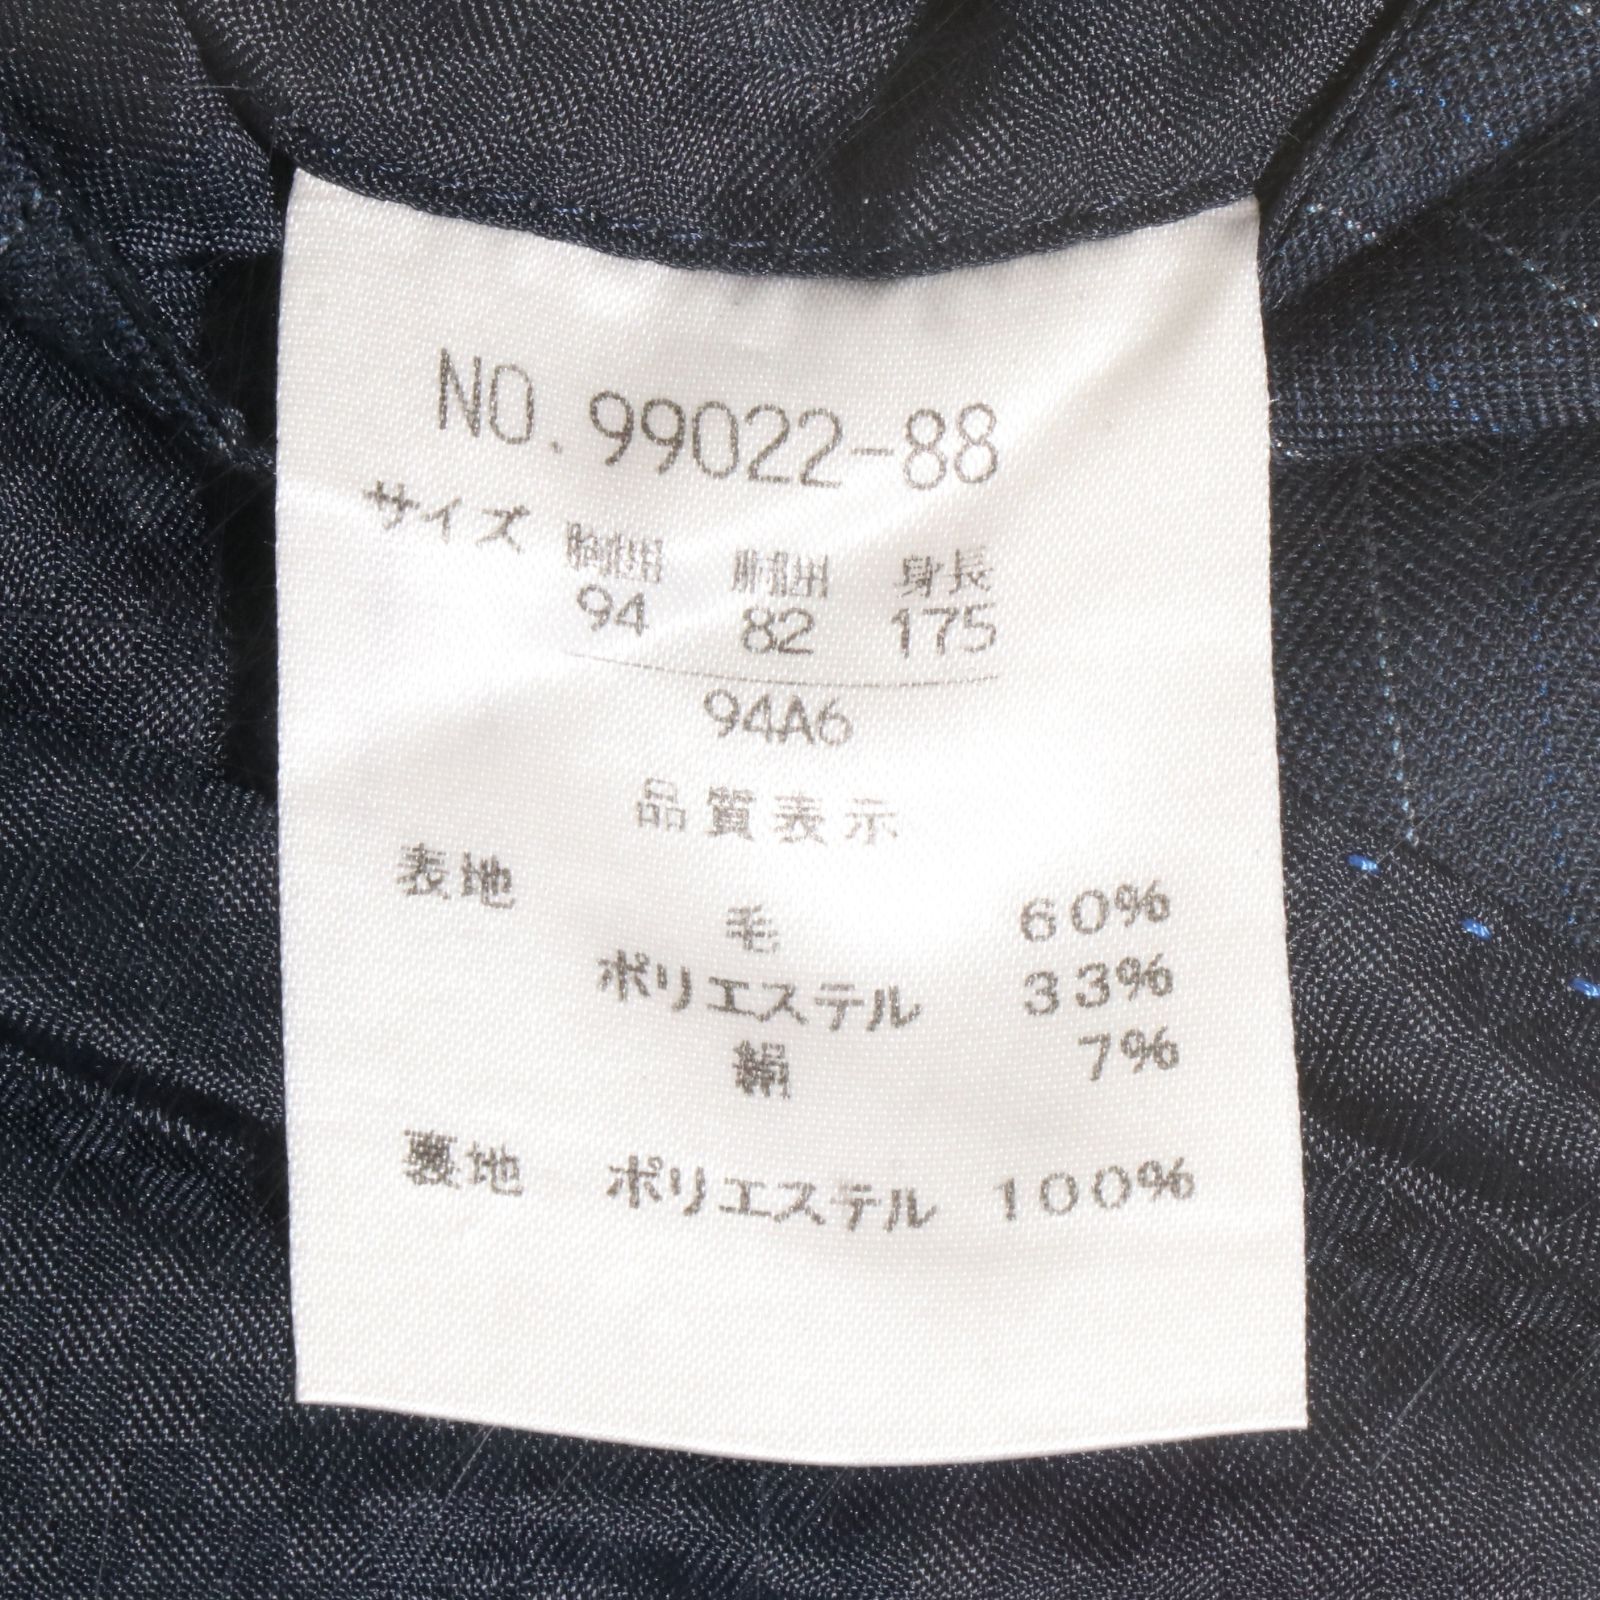 NO.99022-88
サイズ 胸囲 胴囲 身長
94 82 175
94A6
品質表示
表地
毛 60%
ポリエステル 33%
絹 7%
裏地 ポリエステル 100%